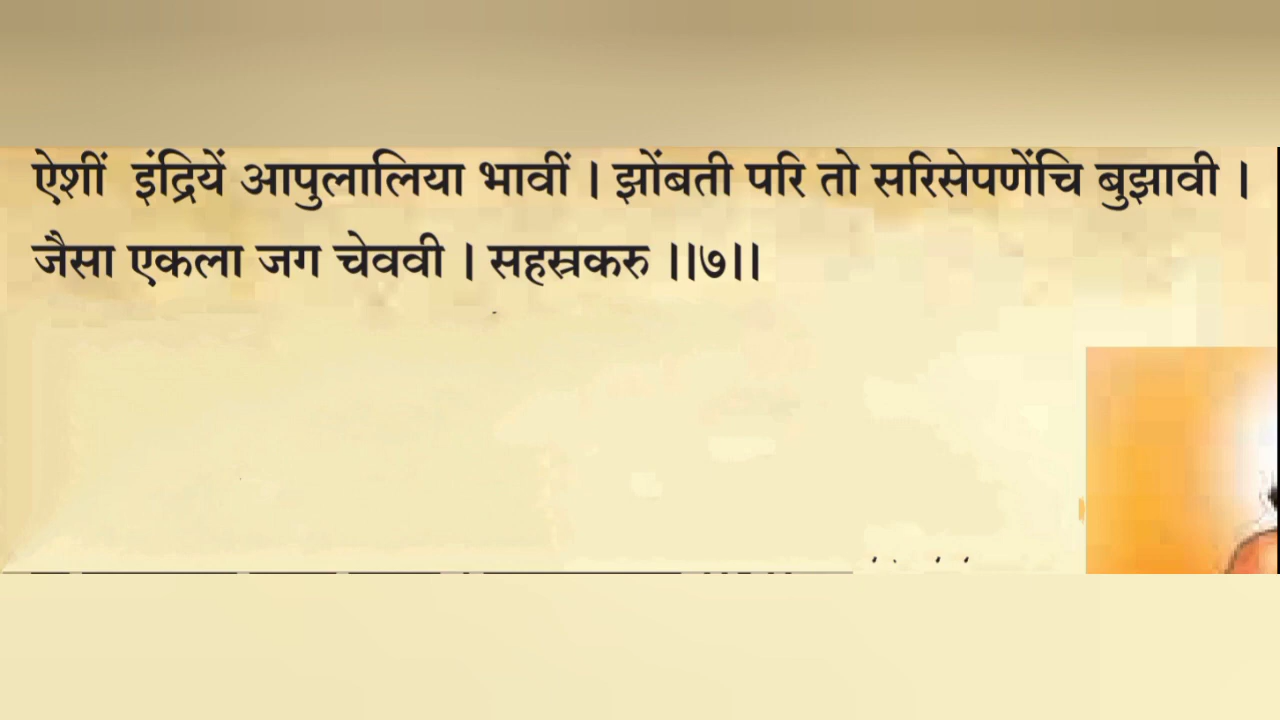 ऐशीं इंद्रियें आपुलालिया भावीं । झोंबती परि तो सरिसेपणेंचि बुझावी ।
जैसा एकला जग चेववी । सहस्रकरु ।।७।।